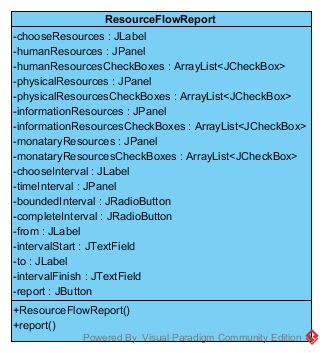 ResourceFlowReport
-chooseResources : JLabel
-humanResources : JPanel
-humanResourcesCheckBoxes : ArrayList<JCheckBox>
-physicalResources : JPanel
-physicalResourcesCheckBoxes : ArrayList<JCheckBox>
-informationResources : JPanel
-informationResourcesCheckBoxes : ArrayList<JCheckBox>
-monataryResources : JPanel
-monataryResourcesCheckBoxes : ArrayList<JCheckBox>
-chooseInterval : JLabel
-timeInterval : JPanel
-boundedInterval : JRadioButton
-completeInterval : JRadioButton
-from : JLabel
-intervalStart : JTextField
-to : JLabel
-intervalFinish : JTextField
-report : JButton
+ResourceFlowReport()
+report()
Powered By Visual Paradigm Community Edition